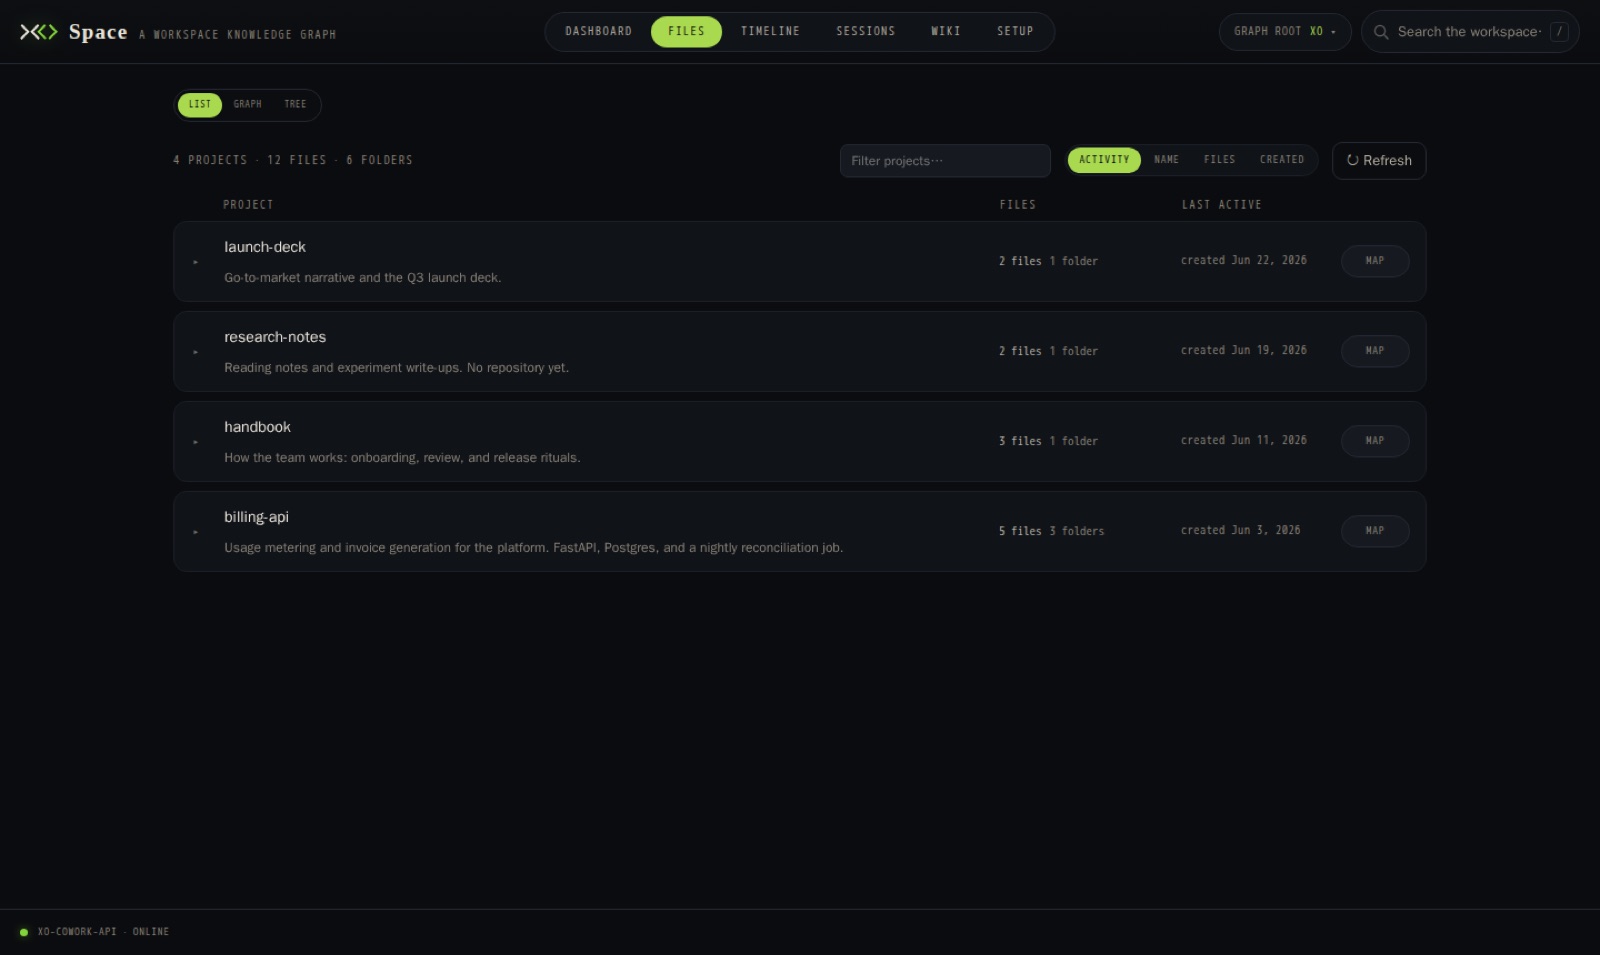 Space A WORKSPACE KNOWLEDGE GRAPH
DASHBOARD FILES TIMELINE SESSIONS WIKI SETUP
GRAPH ROOT XO
Search the workspace /
LIST GRAPH TREE
4 PROJECTS · 12 FILES · 6 FOLDERS
Filter projects···
ACTIVITY NAME FILES CREATED
Refresh
PROJECT FILES LAST ACTIVE
launch-deck
Go-to-market narrative and the Q3 launch deck.
2 files 1 folder
created Jun 22, 2026
MAP
research-notes
Reading notes and experiment write-ups. No repository yet.
2 files 1 folder
created Jun 19, 2026
MAP
handbook
How the team works: onboarding, review, and release rituals.
3 files 1 folder
created Jun 11, 2026
MAP
billing-api
Usage metering and invoice generation for the platform. FastAPI, Postgres, and a nightly reconciliation job.
5 files 3 folders
created Jun 3, 2026
MAP
XO-COWORK-API · ONLINE